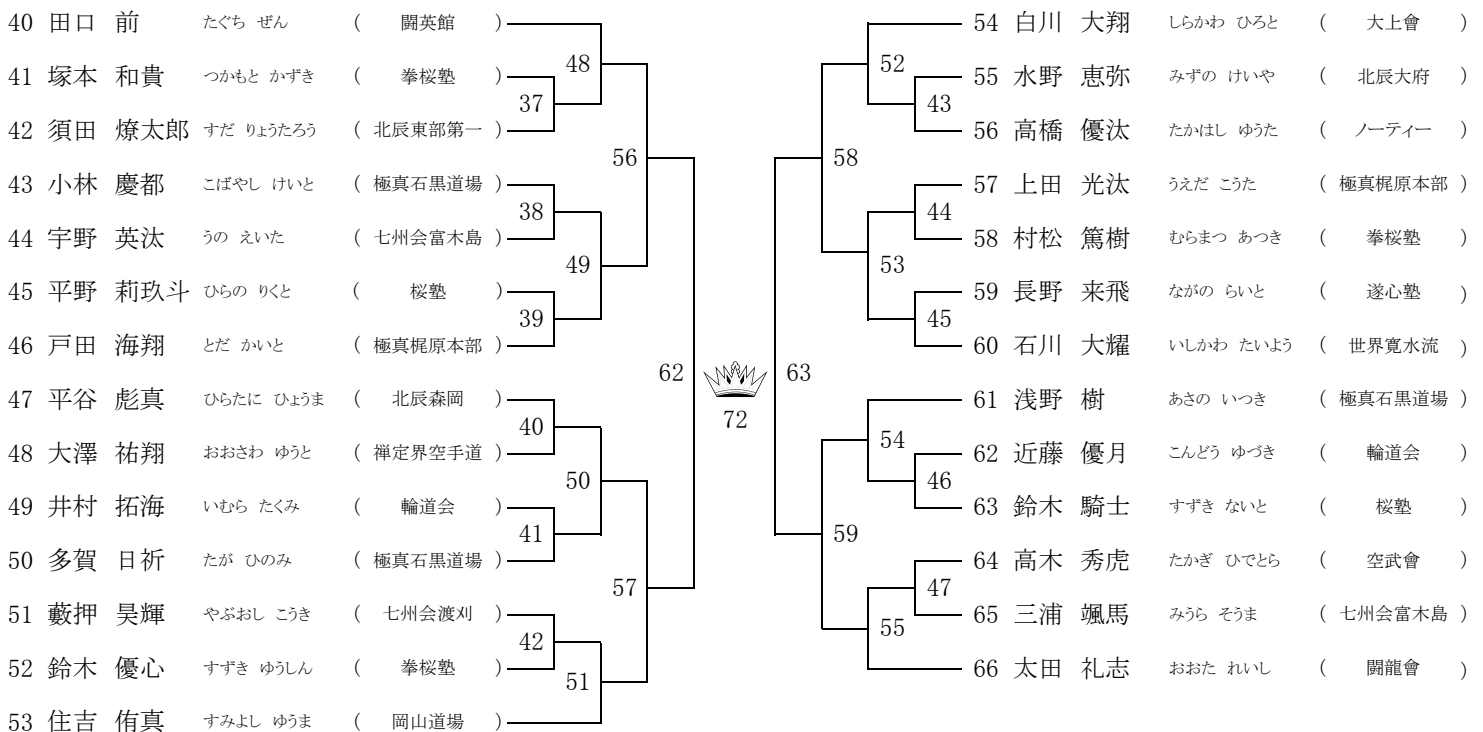 40 田口 前 たぐち ぜん ( 闘英館 )
41 塚本 和貴 つかもと かずき ( 拳桜塾 )
42 須田 燎太郎 すだ りょうたろう ( 北辰東部第一 )
43 小林 慶都 こばやし けいと ( 極真石黒道場 )
44 宇野 英汰 うの えいた ( 七州会富木島 )
45 平野 莉玖斗 ひらの りくと ( 桜塾 )
46 戸田 海翔 とだ かいと ( 極真梶原本部 )
47 平谷 彪真 ひらたに ひょうま ( 北辰森岡 )
48 大澤 祐翔 おおさわ ゆうと ( 禅定界空手道 )
49 井村 拓海 いむら たくみ ( 輪道会 )
50 多賀 日祈 たが ひのみ ( 極真石黒道場 )
51 藪押 昊輝 やぶおし こうき ( 七州会渡刈 )
52 鈴木 優心 すずき ゆうしん ( 拳桜塾 )
53 住吉 侑真 すみよし ゆうま ( 岡山道場 )
37
38
39
40
41
42
48
49
50
51
56
57
62
72
63
58
59
52
53
54
55
43
44
45
46
47
54 白川 大翔 しらかわ ひろと ( 大上會 )
55 水野 恵弥 みずの けいや ( 北辰大府 )
56 高橋 優汰 たかはし ゆうた ( ノーティー )
57 上田 光汰 うえだ こうた ( 極真梶原本部 )
58 村松 篤樹 むらまつ あつき ( 拳桜塾 )
59 長野 来飛 ながの らいと ( 遂心塾 )
60 石川 大耀 いしかわ たいよう ( 世界寛水流 )
61 浅野 樹 あさの いつき ( 極真石黒道場 )
62 近藤 優月 こんどう ゆづき ( 輪道会 )
63 鈴木 騎士 すずき ないと ( 桜塾 )
64 高木 秀虎 たかぎ ひでとら ( 空武會 )
65 三浦 颯馬 みうら そうま ( 七州会富木島 )
66 太田 礼志 おおた れいし ( 闘龍會 )